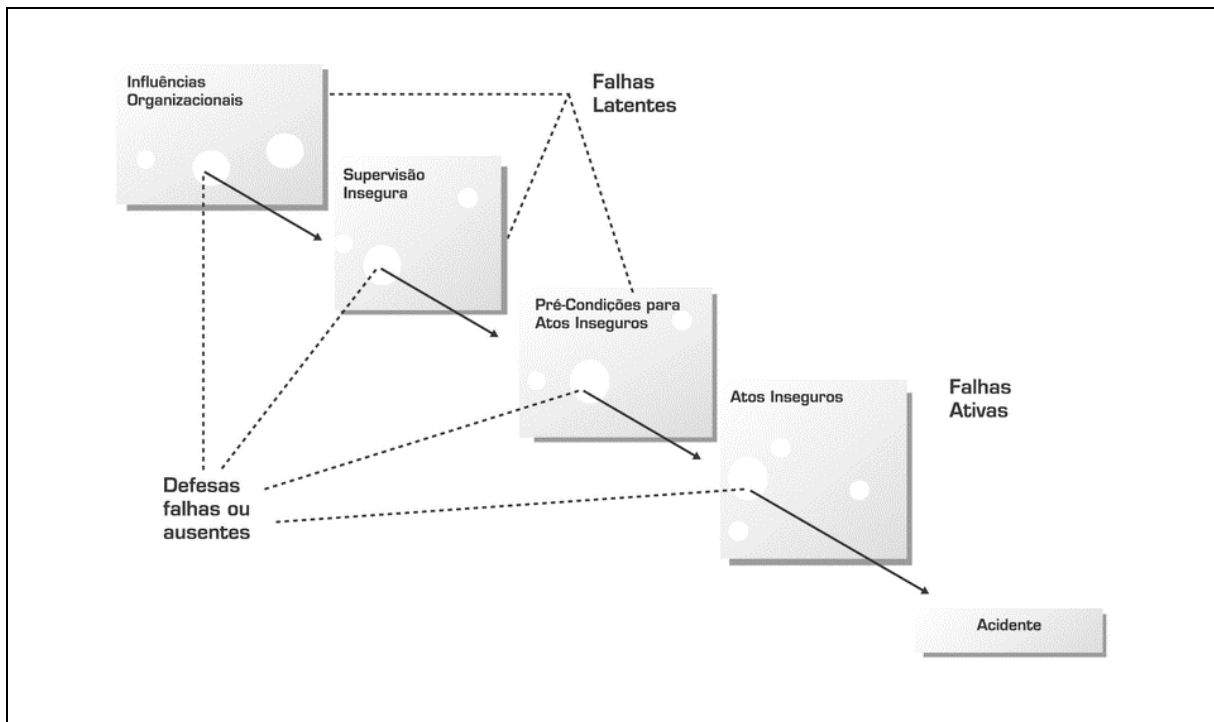 Influências
Organizacionais
Falhas
Latentes
Supervisão
Insegura
Pré-Condições para
Atos Inseguros
Atos Inseguros
Falhas
Ativas
Defesas
falhas ou
ausentes
Acidente